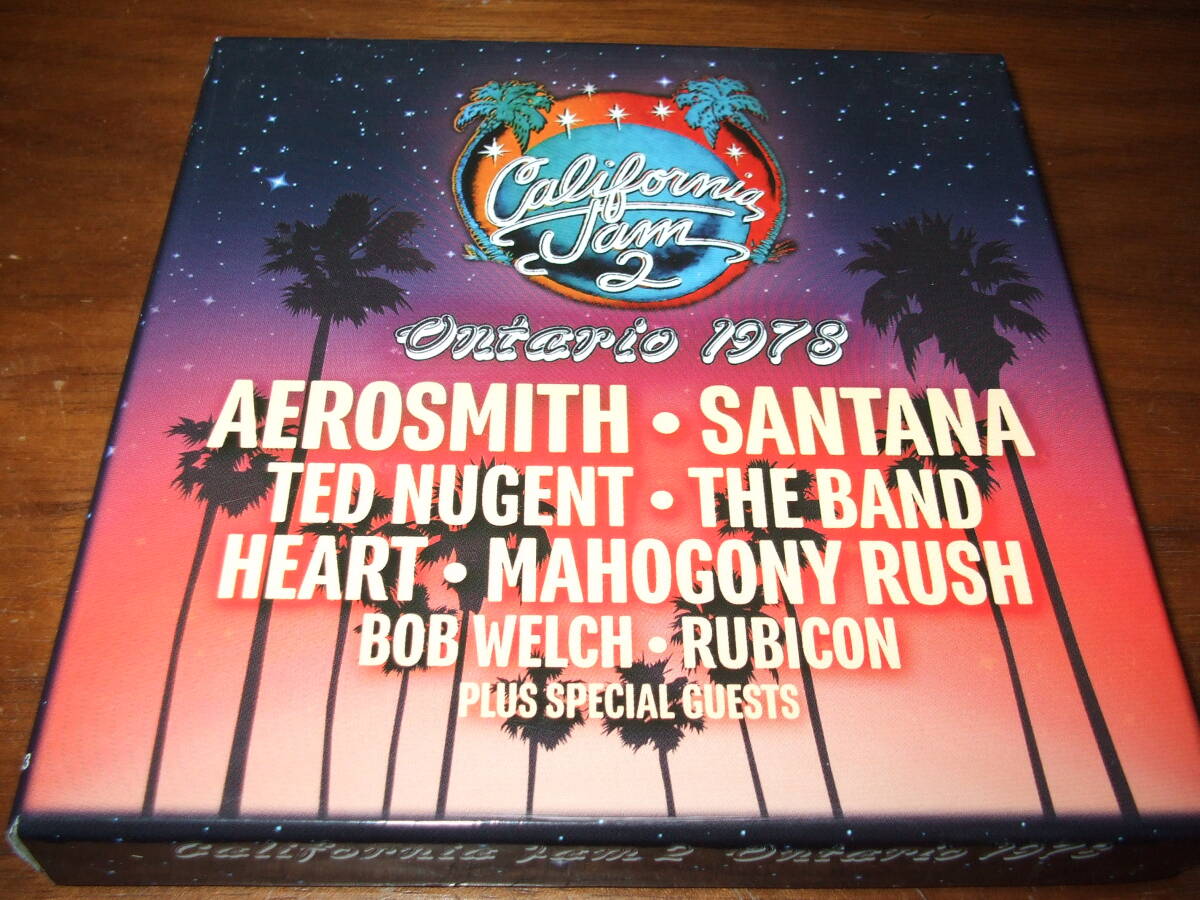 California
Jam
2
Ontario 1978
AEROSMITH • SANTANA
TED NUGENT • THE BAND
HEART • MAHOGONY RUSH
BOB WELCH • RUBICON
PLUS SPECIAL GUESTS
3
California Jam 2 Ontario 1978